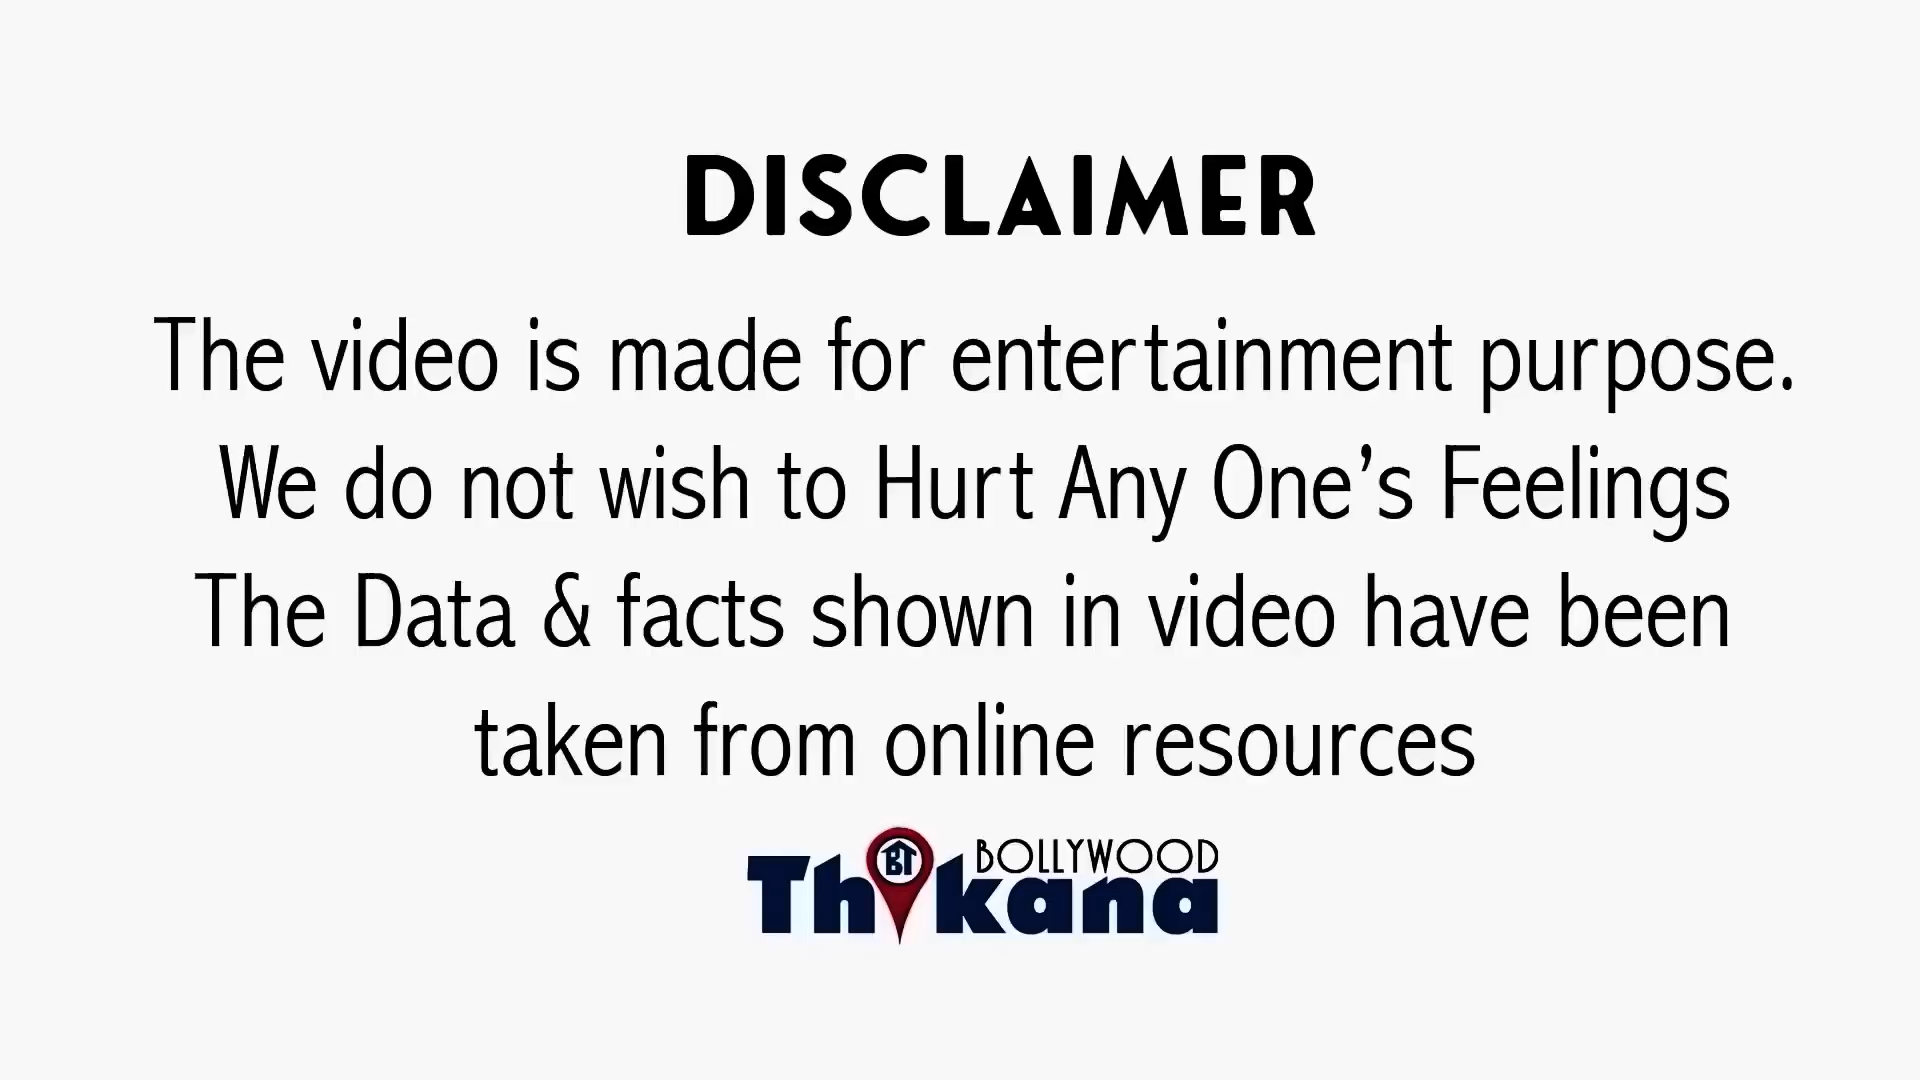 DISCLAIMER
The video is made for entertainment purpose.
We do not wish to Hurt Any One’s Feelings
The Data & facts shown in video have been
taken from online resources
BOLLYWOOD
BT
Thikana